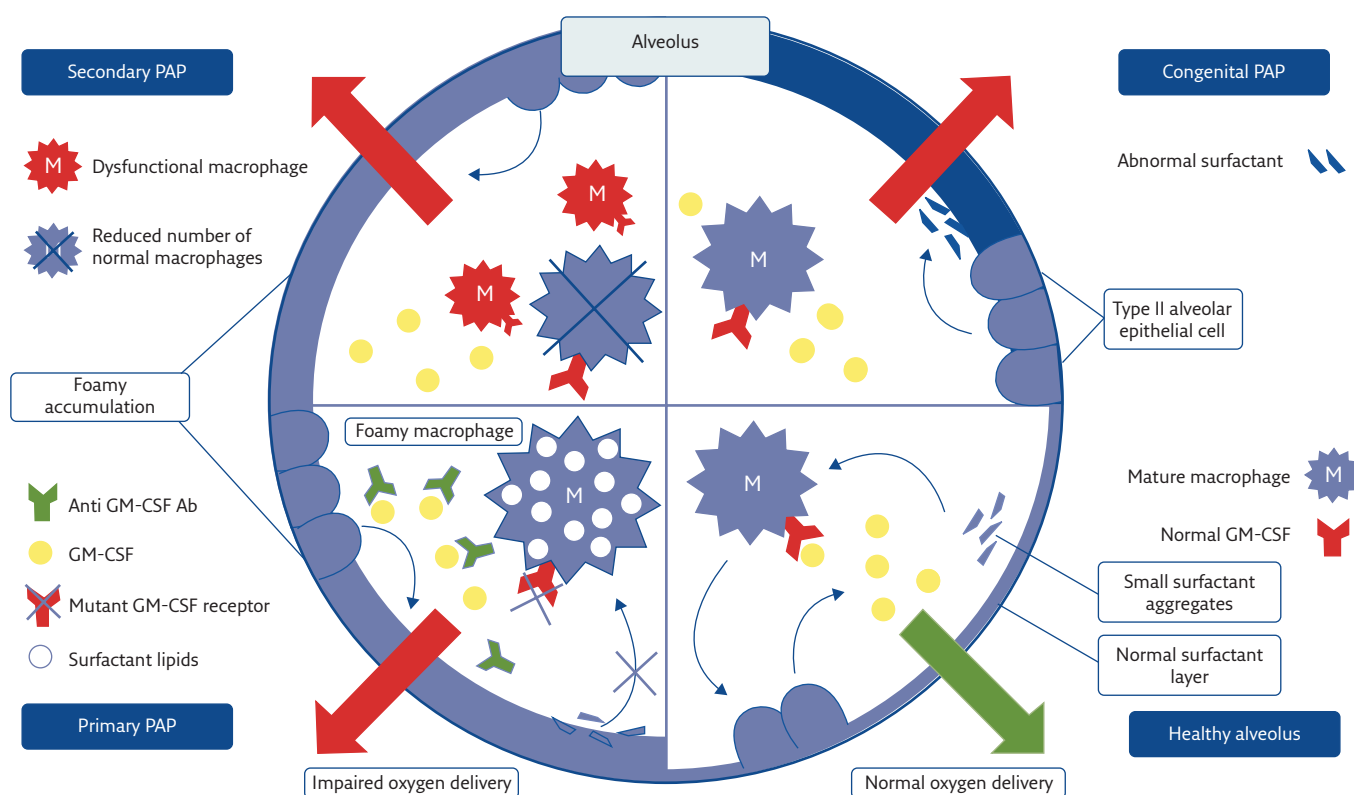 Alveolus
Secondary PAP
Congenital PAP
M
Dysfunctional macrophage
Abnormal surfactant
Reduced number of
normal macrophages
M
M
M
Type II alveolar
epithelial cell
Foamy
accumulation
Foamy macrophage
M
M
Mature macrophage
M
Anti GM-CSF Ab
Normal GM-CSF
GM-CSF
Small surfactant
aggregates
Mutant GM-CSF receptor
Surfactant lipids
Normal surfactant
layer
Primary PAP
Healthy alveolus
Impaired oxygen delivery
Normal oxygen delivery